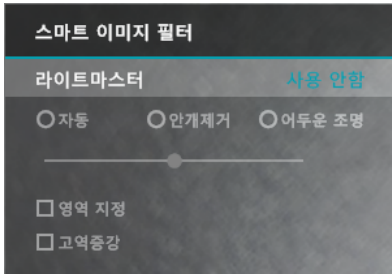 스마트 이미지 필터
라이트마스터 사용 안함
자동 안개제거 어두운 조명
영역 지정
고역증강